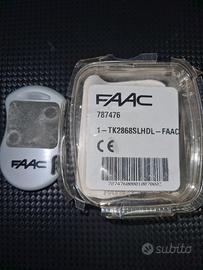 FAAC
787476
1-TK2868SLHDL-FAAC
CE
FAAC
subito